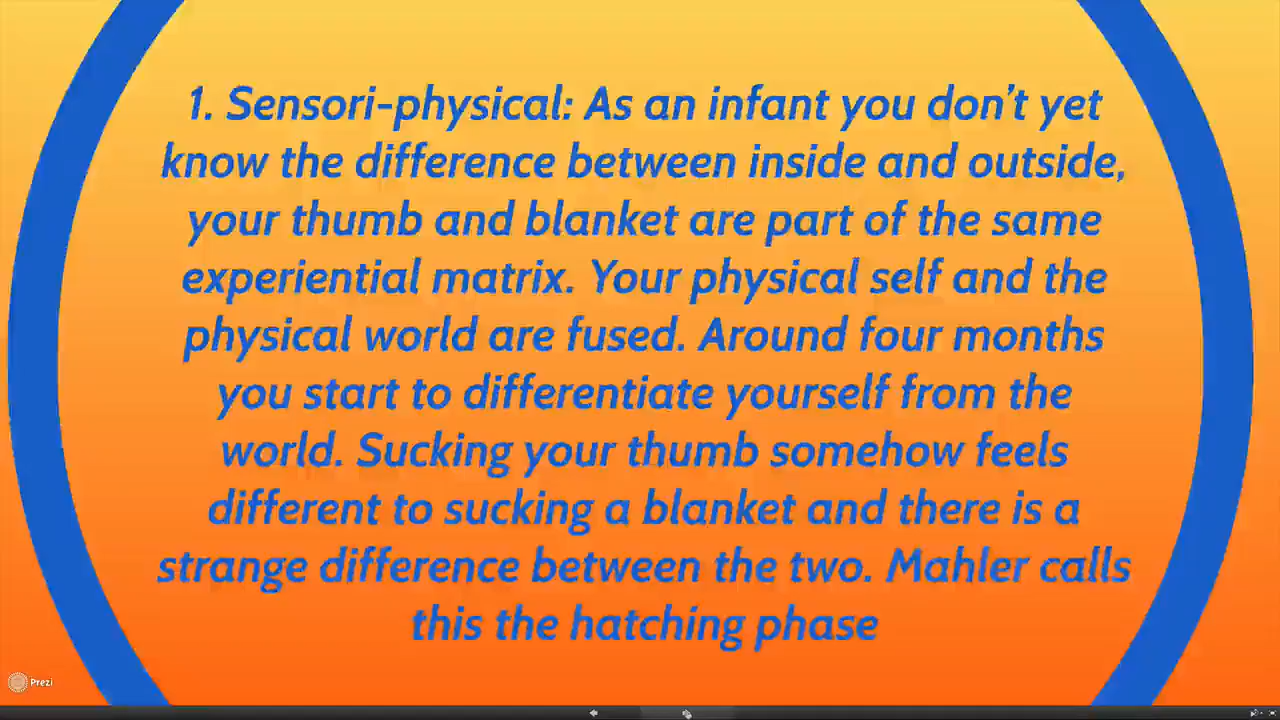 1. Sensori-physical: As an infant you don't yet
know the difference between inside and outside,
your thumb and blanket are part of the same
experiential matrix. Your physical self and the
physical world are fused. Around four months
you start to differentiate yourself from the
world. Sucking your thumb somehow feels
different to sucking a blanket and there is a
strange difference between the two. Mahler calls
this the hatching phase
Prezi